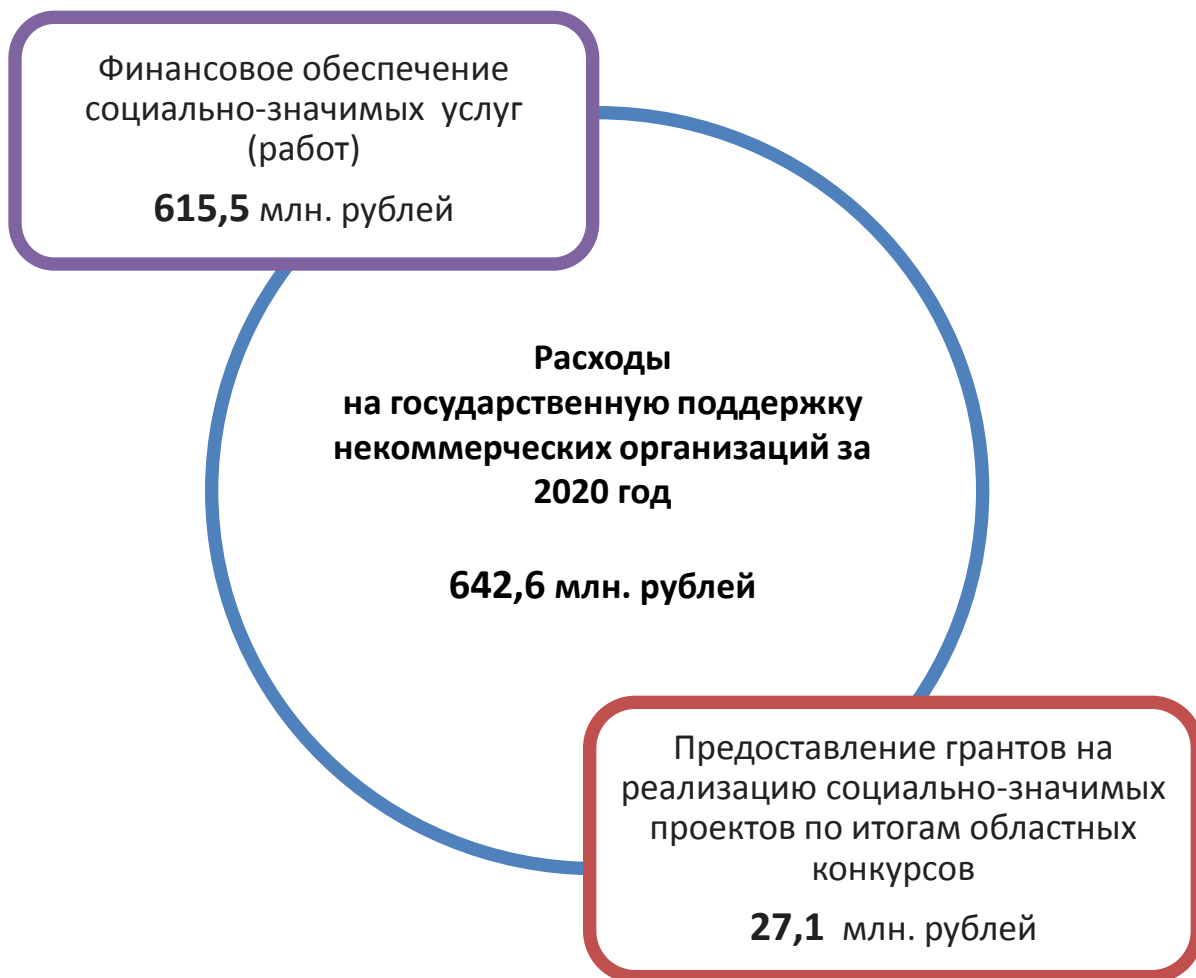 Финансовое обеспечение
социально-значимых услуг
(работ)
615,5 млн. рублей
Расходы
на государственную поддержку
некоммерческих организаций за
2020 год
642,6 млн. рублей
Предоставление грантов на
реализацию социально-значимых
проектов по итогам областных
конкурсов
27,1 млн. рублей